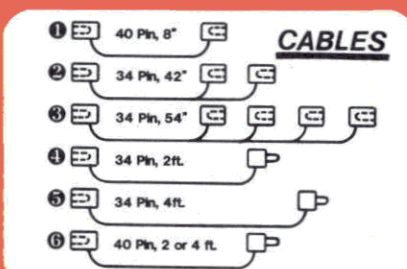 CABLES
❶ 40 Pin, 8"
❷ 34 Pin, 42"
❸ 34 Pin, 54"
❹ 34 Pin, 2ft.
❺ 34 Pin, 4ft.
❻ 40 Pin, 2 or 4 ft.